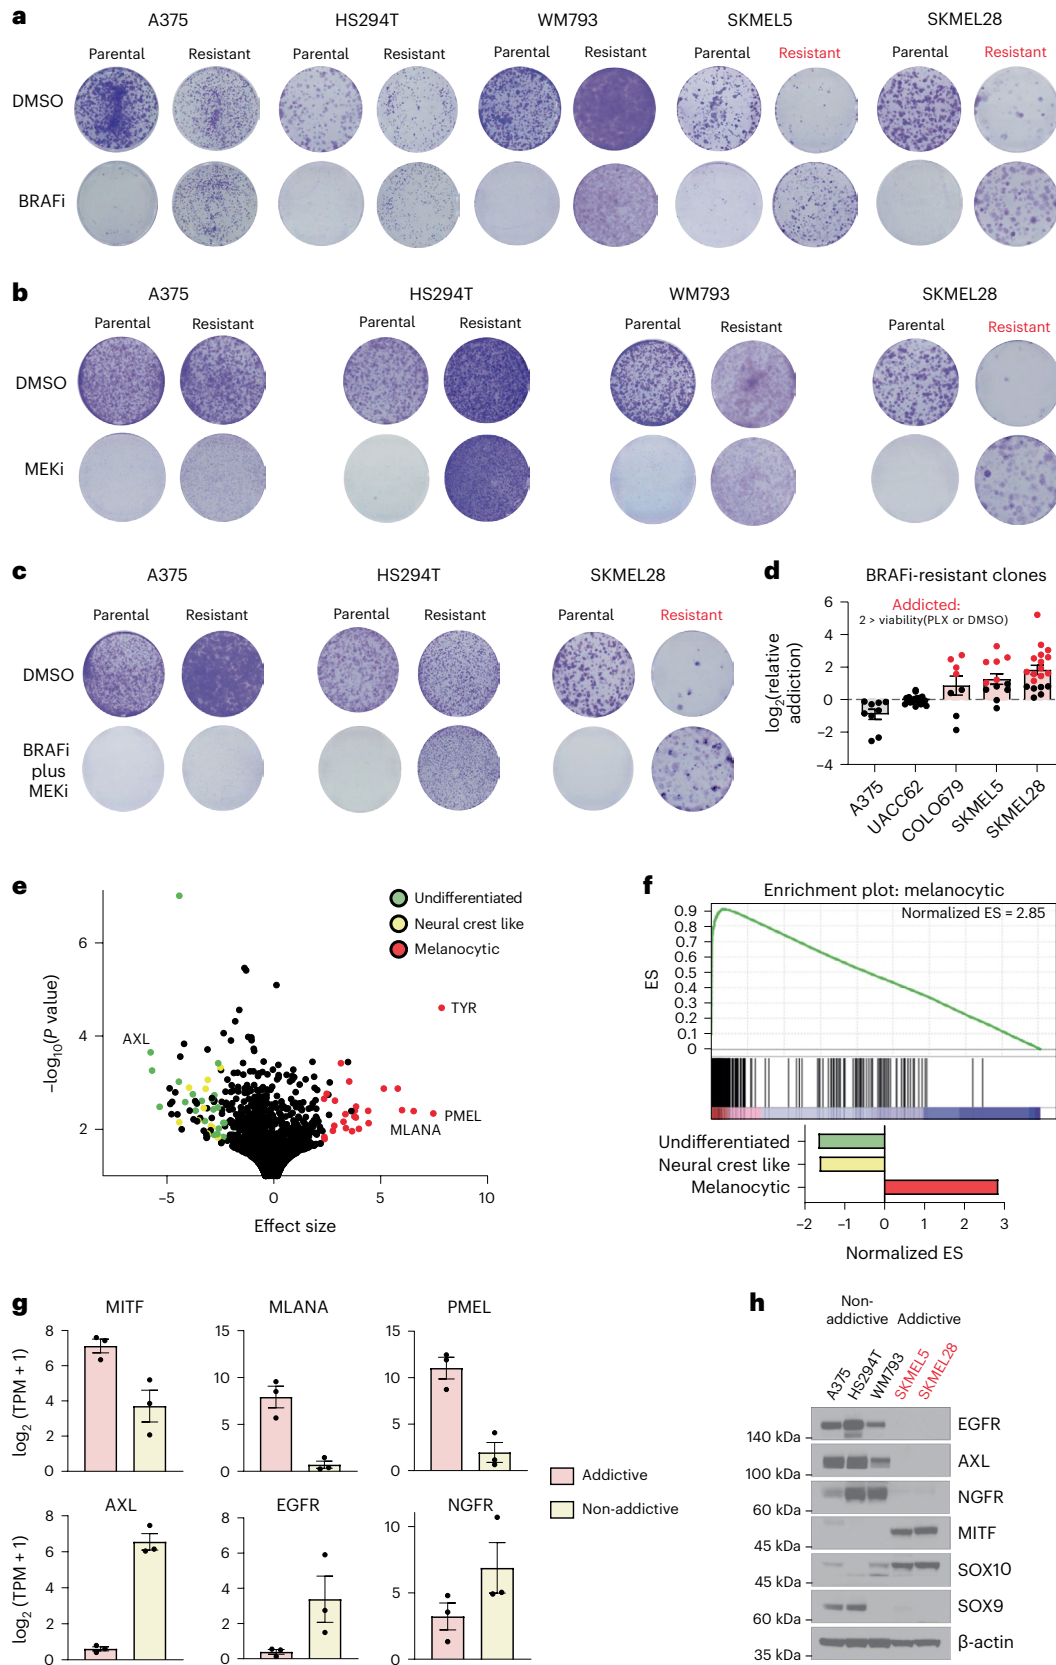 a
A375 HS294T WM793 SKMEL5 SKMEL28
Parental Resistant Parental Resistant Parental Resistant Parental Resistant Parental Resistant
DMSO
BRAFi
b
A375 HS294T WM793 SKMEL28
Parental Resistant Parental Resistant Parental Resistant Parental Resistant
DMSO
MEKi
c
A375 HS294T SKMEL28
Parental Resistant Parental Resistant Parental Resistant
DMSO
BRAFi
plus
MEKi
d
BRAFi-resistant clones
Addicted:
2 > viability(PLX or DMSO)
log2(relative
addiction)
6
4
2
0
−2
−4
A375
UACC62
COLO679
SKMEL5
SKMEL28
e
Undifferentiated
Neural crest like
Melanocytic
−log10(P value)
6
4
2
TYR
AXL
PMEL
MLANA
−5 0 5 10
Effect size
f
Enrichment plot: melanocytic
Normalized ES = 2.85
ES
0.9
0.8
0.7
0.6
0.5
0.4
0.3
0.2
0.1
0
Undifferentiated
Neural crest like
Melanocytic
−2 −1 0 1 2 3
Normalized ES
g
MITF MLANA PMEL
log2 (TPM + 1)
8
6
4
2
0
15
10
5
0
15
10
5
0
Addictive
Non-addictive
AXL EGFR NGFR
log2 (TPM + 1)
8
6
4
2
0
8
6
4
2
0
10
5
0
h
Non-
addictive Addictive
A375
HS294T
WM793
SKMEL5
SKMEL28
EGFR
140 kDa
AXL
100 kDa
NGFR
60 kDa
MITF
45 kDa
SOX10
45 kDa
SOX9
60 kDa
β-actin
35 kDa